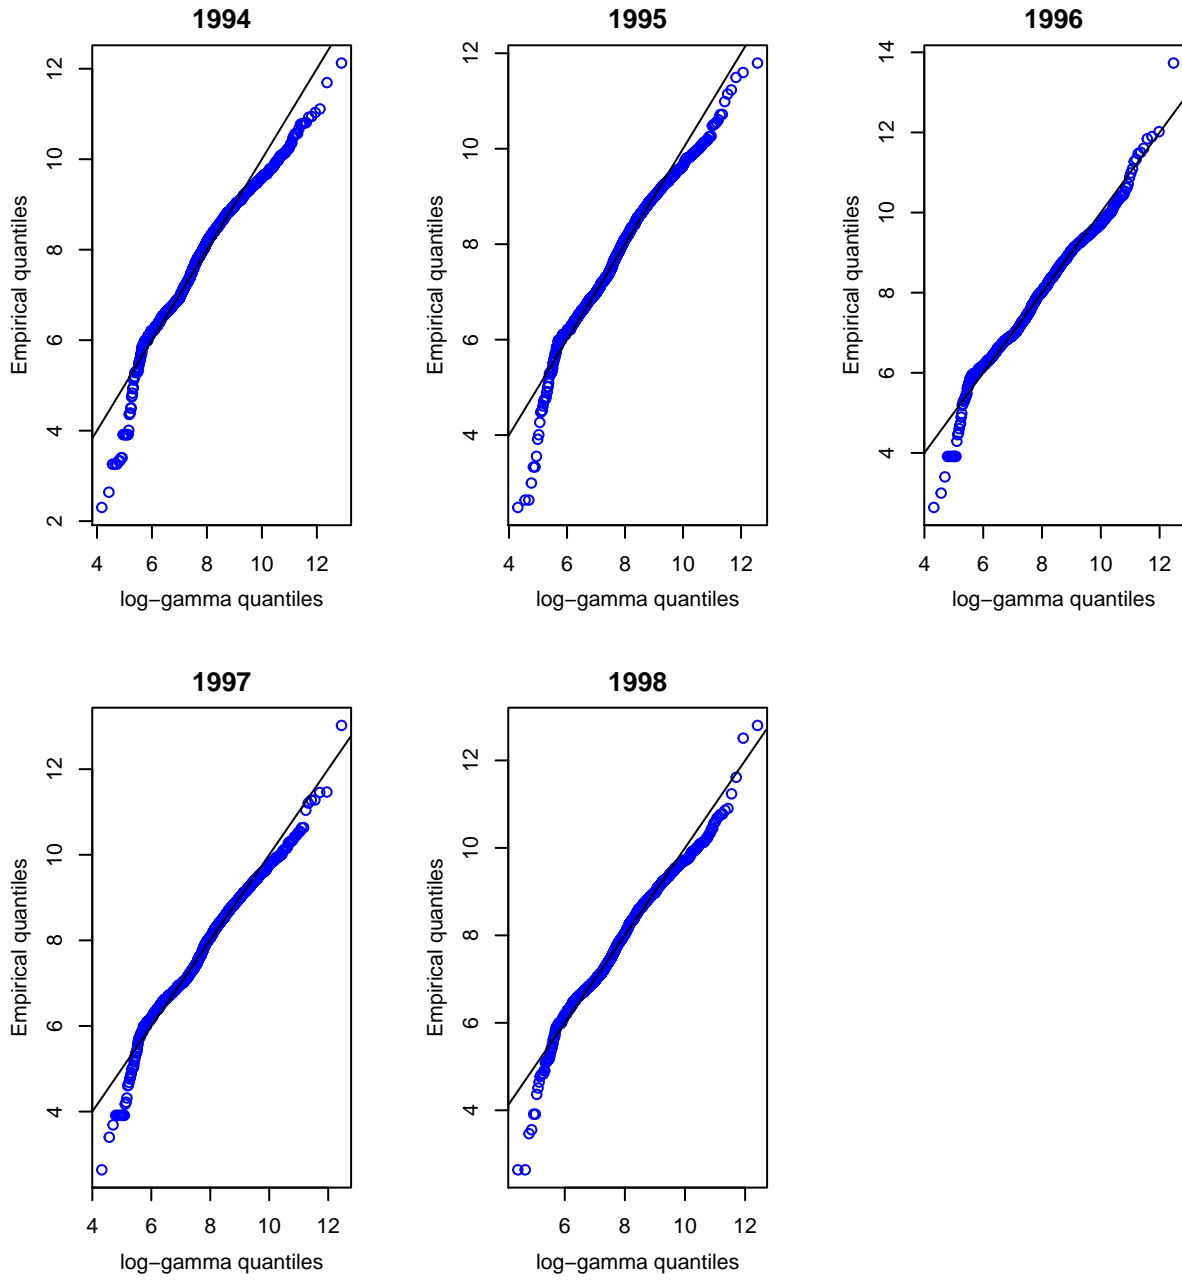 1994
1995
1996
Empirical quantiles
2 4 6 8 10 12
4 6 8 10 12
log−gamma quantiles
Empirical quantiles
4 6 8 10 12
4 6 8 10 12
log−gamma quantiles
Empirical quantiles
4 6 8 10 12 14
4 6 8 10 12
log−gamma quantiles
1997
1998
Empirical quantiles
4 6 8 10 12
4 6 8 10 12
log−gamma quantiles
Empirical quantiles
4 6 8 10 12
6 8 10 12
log−gamma quantiles